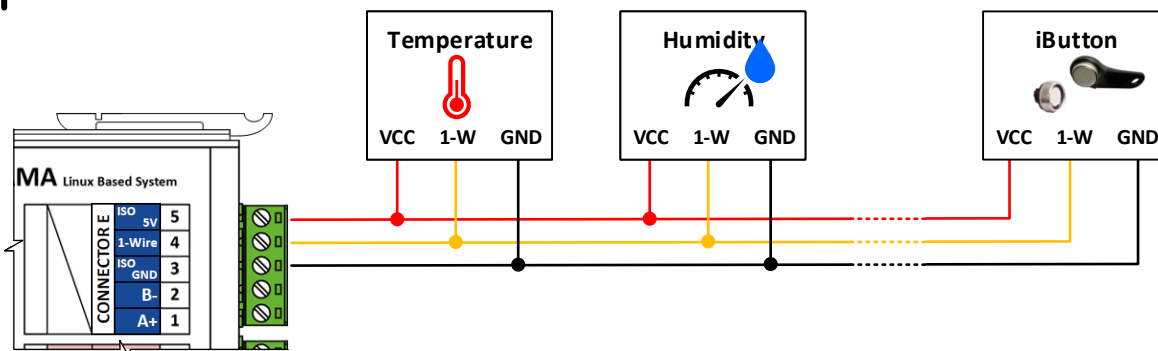 Temperature
VCC 1-W GND
Humidity
VCC 1-W GND
iButton
VCC 1-W GND
MA Linux Based System
CONNECTOR E
ISO 5V 5
1-Wire 4
ISO GND 3
B- 2
A+ 1